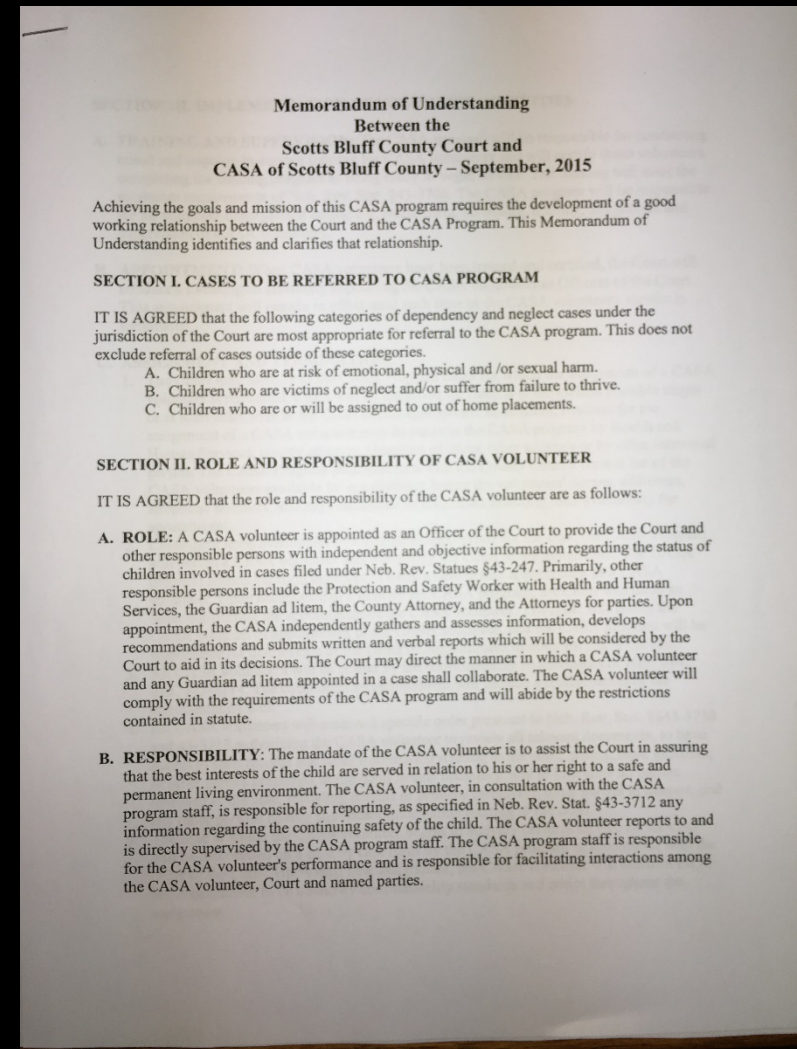 Memorandum of Understanding
Between the
Scotts Bluff County Court and
CASA of Scotts Bluff County – September, 2015
Achieving the goals and mission of this CASA program requires the development of a good
working relationship between the Court and the CASA Program. This Memorandum of
Understanding identifies and clarifies that relationship.
SECTION I. CASES TO BE REFERRED TO CASA PROGRAM
IT IS AGREED that the following categories of dependency and neglect cases under the
jurisdiction of the Court are most appropriate for referral to the CASA program. This does not
exclude referral of cases outside of these categories.
A. Children who are at risk of emotional, physical and /or sexual harm.
B. Children who are victims of neglect and/or suffer from failure to thrive.
C. Children who are or will be assigned to out of home placements.
SECTION II. ROLE AND RESPONSIBILITY OF CASA VOLUNTEER
IT IS AGREED that the role and responsibility of the CASA volunteer are as follows:
A. ROLE: A CASA volunteer is appointed as an Officer of the Court to provide the Court and
other responsible persons with independent and objective information regarding the status of
children involved in cases filed under Neb. Rev. Statues §43-247. Primarily, other
responsible persons include the Protection and Safety Worker with Health and Human
Services, the Guardian ad litem, the County Attorney, and the Attorneys for parties. Upon
appointment, the CASA independently gathers and assesses information, develops
recommendations and submits written and verbal reports which will be considered by the
Court to aid in its decisions. The Court may direct the manner in which a CASA volunteer
and any Guardian ad litem appointed in a case shall collaborate. The CASA volunteer will
comply with the requirements of the CASA program and will abide by the restrictions
contained in statute.
B. RESPONSIBILITY: The mandate of the CASA volunteer is to assist the Court in assuring
that the best interests of the child are served in relation to his or her right to a safe and
permanent living environment. The CASA volunteer, in consultation with the CASA
program staff, is responsible for reporting, as specified in Neb. Rev. Stat. §43-3712 any
information regarding the continuing safety of the child. The CASA volunteer reports to and
is directly supervised by the CASA program staff. The CASA program staff is responsible
for the CASA volunteer's performance and is responsible for facilitating interactions among
the CASA volunteer, Court and named parties.